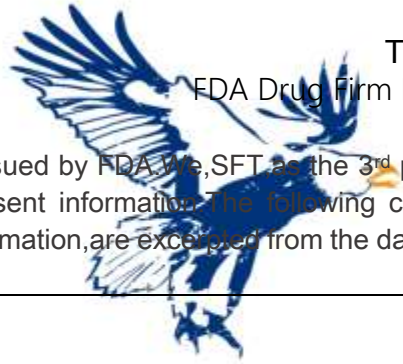 T
FDA Drug Firm
sued by FDA.We,SFT,as the 3rd p
sent information.The following c
rmation,are excerpted from the da